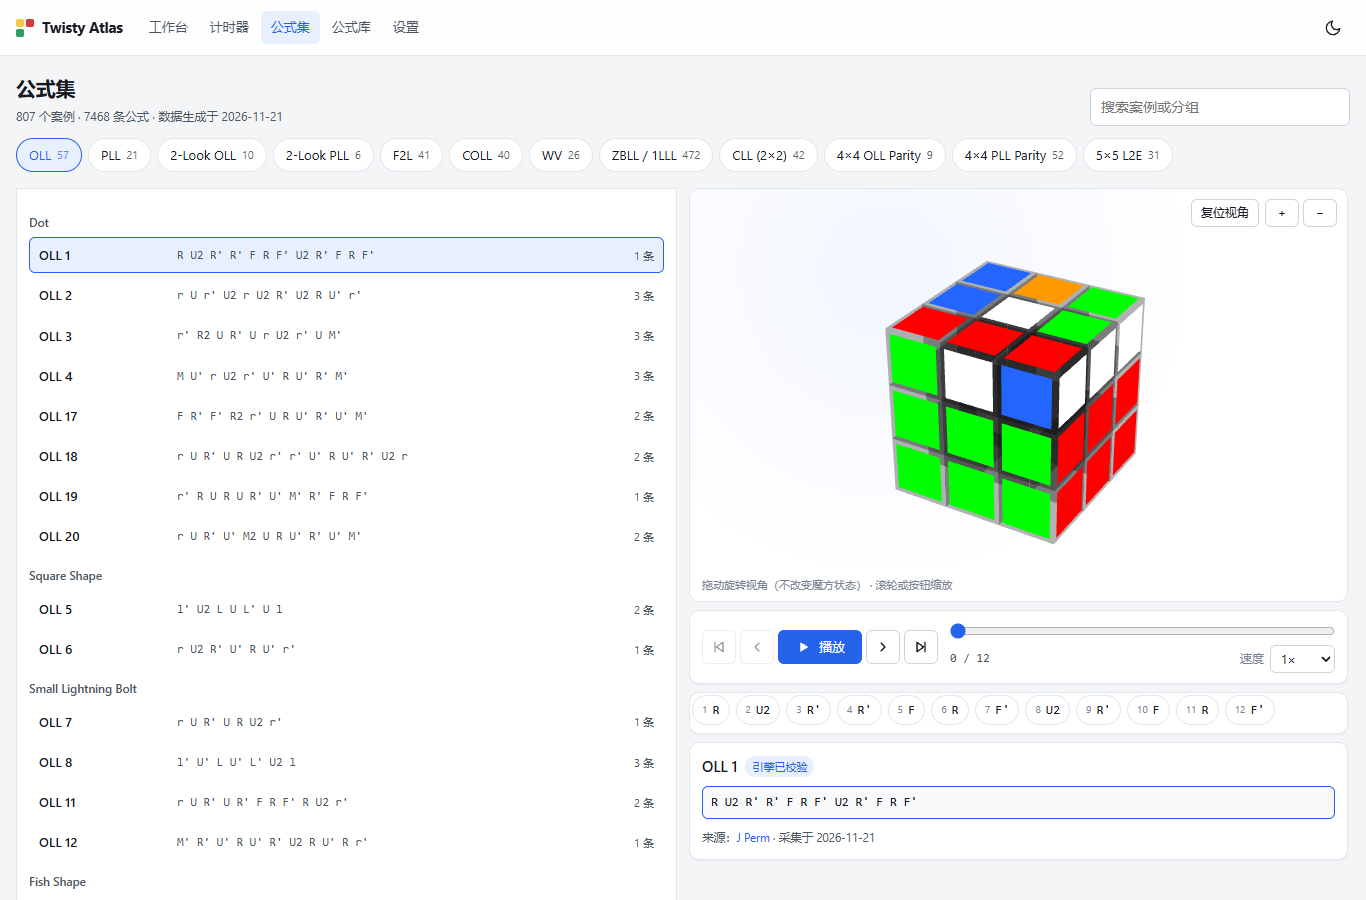 Twisty Atlas 工作台 计时器 公式集 公式库 设置
公式集
807 个案例 · 7468 条公式 · 数据生成于 2026-11-21
搜索案例或分组
OLL 57 PLL 21 2-Look OLL 10 2-Look PLL 6 F2L 41 COLL 40 WV 26 ZBLL / 1LLL 472 CLL (2×2) 42 4×4 OLL Parity 9 4×4 PLL Parity 52 5×5 L2E 31
Dot
OLL 1 R U2 R' R' F R F' U2 R' F R F' 1 条
OLL 2 r U r' U2 r U2 R' U2 R U' r' 3 条
OLL 3 r' R2 U R' U r U2 r' U M' 3 条
OLL 4 M U' r U2 r' U' R U' R' M' 3 条
OLL 17 F R' F' R2 r' U R U' R' U' M' 2 条
OLL 18 r U R' U R U2 r' r' U' R U' R' U2 r 2 条
OLL 19 r' R U R U R' U' M' R' F R F' 1 条
OLL 20 r U R' U' M2 U R U' R' U' M' 2 条
Square Shape
OLL 5 l' U2 L U L' U l 2 条
OLL 6 r U2 R' U' R U' r' 1 条
Small Lightning Bolt
OLL 7 r U R' U R U2 r' 1 条
OLL 8 l' U' L U' L' U2 l 3 条
OLL 11 r U R' U R' F R F' R U2 r' 2 条
OLL 12 M' R' U' R U' R' U2 R U' R r' 1 条
Fish Shape
复位视角 + −
拖动旋转视角（不改变魔方状态） · 滚轮或按钮缩放
播放
0 / 12 速度 1×
1 R 2 U2 3 R' 4 R' 5 F 6 R 7 F' 8 U2 9 R' 10 F 11 R 12 F'
OLL 1 引擎已校验
R U2 R' R' F R F' U2 R' F R F'
来源：J Perm · 采集于 2026-11-21